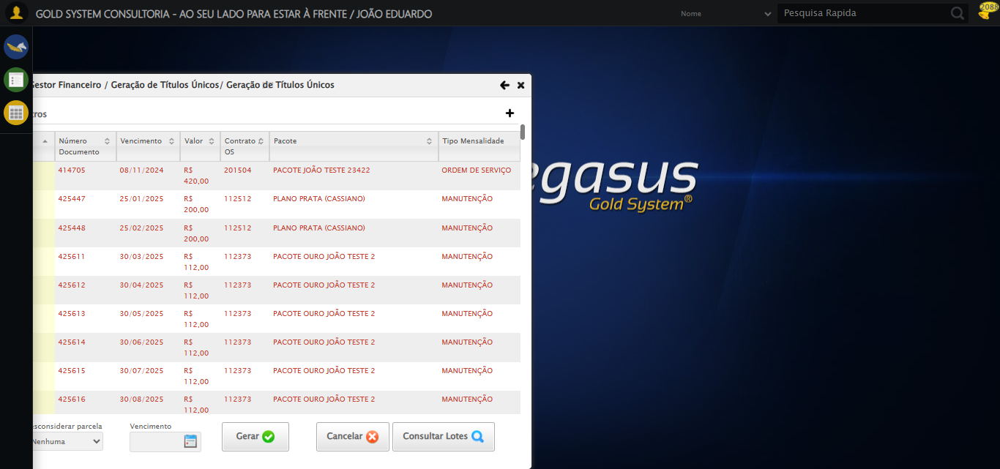 GOLD SYSTEM CONSULTORIA - AO SEU LADO PARA ESTAR À FRENTE / JOÃO EDUARDO
Nome
Pesquisa Rapida
2088
estor Financeiro / Geração de Títulos Únicos/ Geração de Títulos Únicos
ros
Número Documento Vencimento Valor Contrato OS Pacote Tipo Mensalidade
414705 08/11/2024 R$ 420,00 201504 PACOTE JOÃO TESTE 23422 ORDEM DE SERVIÇO
425447 25/01/2025 R$ 200,00 112512 PLANO PRATA (CASSIANO) MANUTENÇÃO
425448 25/02/2025 R$ 200,00 112512 PLANO PRATA (CASSIANO) MANUTENÇÃO
425611 30/03/2025 R$ 112,00 112373 PACOTE OURO JOÃO TESTE 2 MANUTENÇÃO
425612 30/04/2025 R$ 112,00 112373 PACOTE OURO JOÃO TESTE 2 MANUTENÇÃO
425613 30/05/2025 R$ 112,00 112373 PACOTE OURO JOÃO TESTE 2 MANUTENÇÃO
425614 30/06/2025 R$ 112,00 112373 PACOTE OURO JOÃO TESTE 2 MANUTENÇÃO
425615 30/07/2025 R$ 112,00 112373 PACOTE OURO JOÃO TESTE 2 MANUTENÇÃO
425616 30/08/2025 R$ 112,00 112373 PACOTE OURO JOÃO TESTE 2 MANUTENÇÃO
esconsiderar parcela Vencimento
Nenhuma Gerar Cancelar Consultar Lotes
egasus
Gold System®